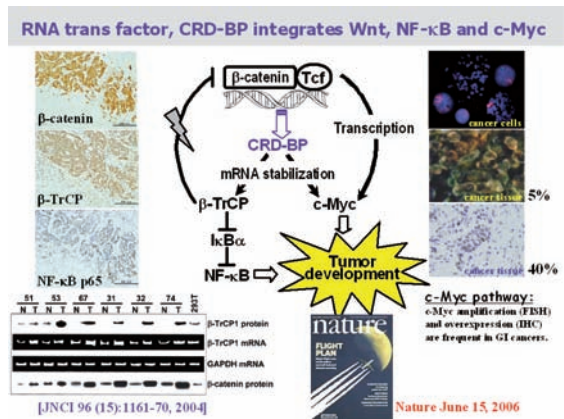 RNA trans factor, CRD-BP integrates Wnt, NF-κB and c-Myc
β-catenin
β-TrCP
NF-κB p65
β-catenin Tcf
CRD-BP
Transcription
mRNA stabilization
β-TrCP
c-Myc
IκBα
NF-κB
Tumor
development
cancer cells
cancer tissue
5%
cancer tissue
40%
c-Myc pathway:
c-Myc amplification (FISH)
and overexpression (IHC)
are frequent in GI cancers.
51 53 67 31 32 74 293T
N T N T N T N T N T N T
β-TrCP1 protein
β-TrCP1 mRNA
GAPDH mRNA
β-catenin protein
[JNCI 96 (15):1161-70, 2004]
nature
FLIGHT
PLAN
Nature June 15, 2006